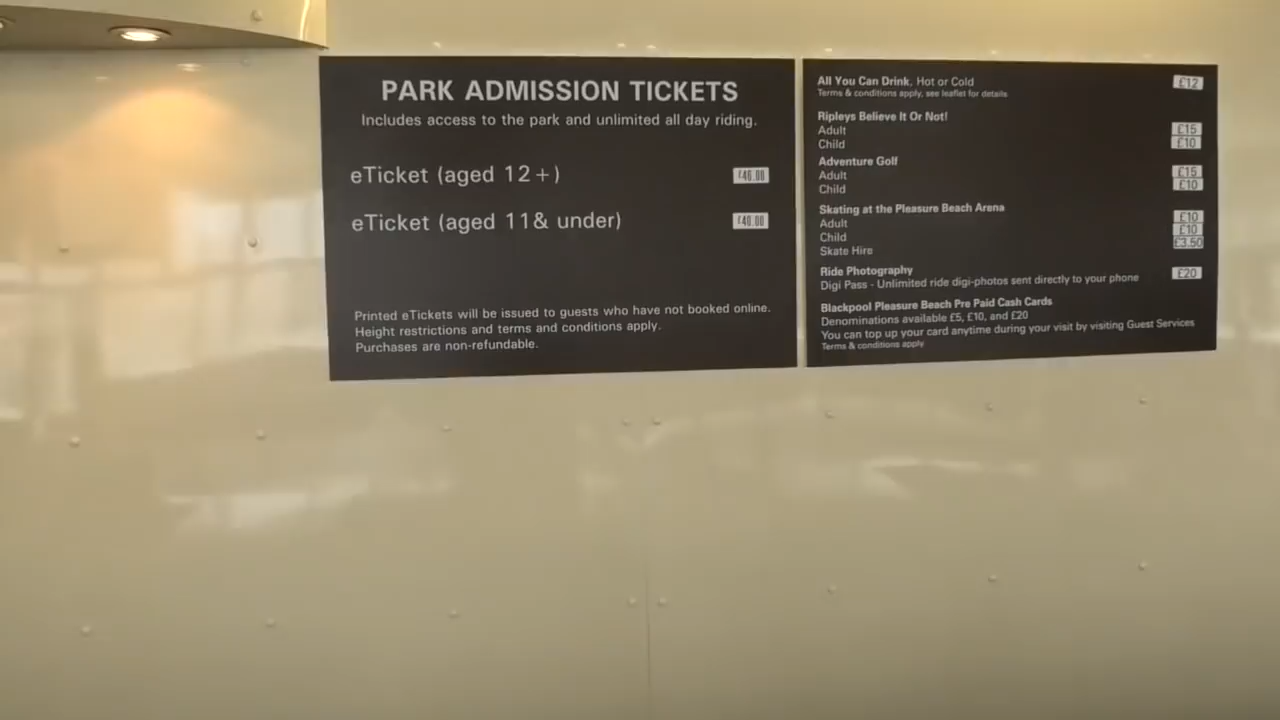 PARK ADMISSION TICKETS
Includes access to the park and unlimited all day riding.
eTicket (aged 12+)
eTicket (aged 11& under) £40.00
Printed eTickets will be issued to guests who have not booked online.
Height restrictions and terms and conditions apply.
Purchases are non-refundable.
All You Can Drink, Hot or Cold £12
Terms & conditions apply, see leaflet for details
Ripleys Believe It Or Not!
Adult £15
Child £10
Adventure Golf
Adult £15
Child £10
Skating at the Pleasure Beach Arena
Adult £10
Child £10
Skate Hire £3.50
Ride Photography
Digi Pass - Unlimited ride digi-photos sent directly to your phone £20
Blackpool Pleasure Beach Pre Paid Cash Cards
Denominations available £5, £10, and £20
You can top up your card anytime during your visit by visiting Guest Services
Terms & conditions apply